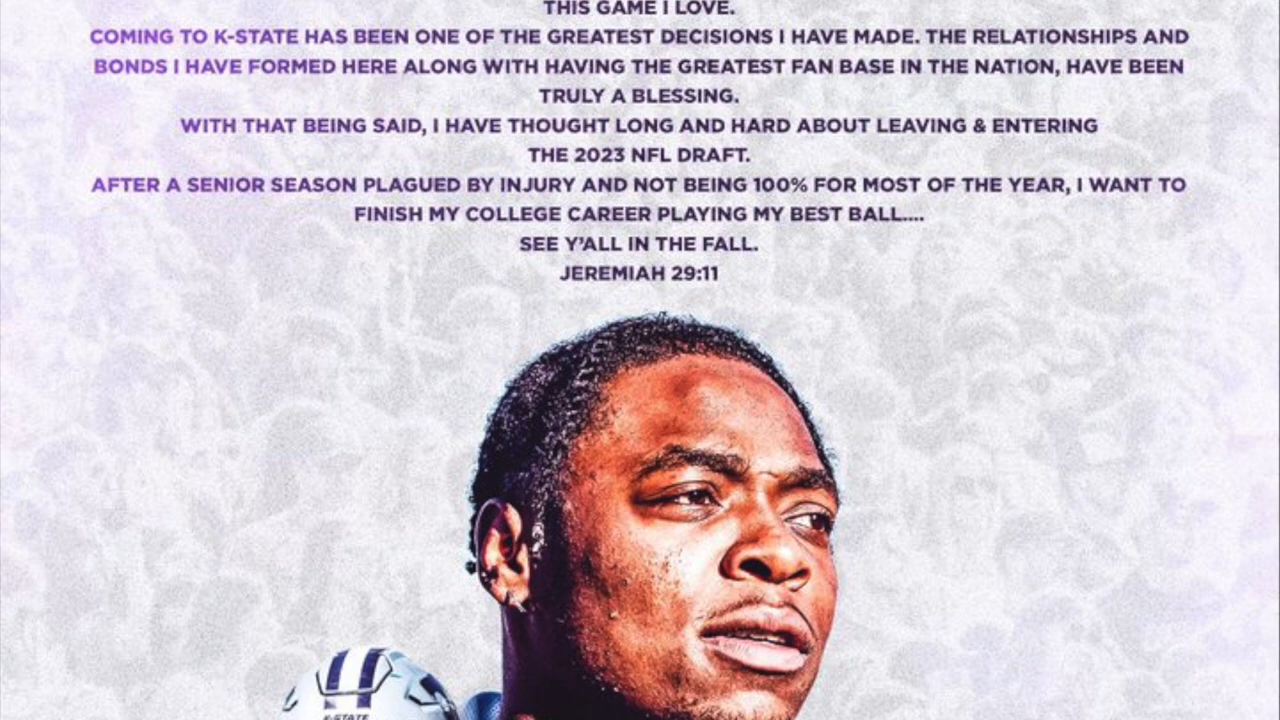 THIS GAME I LOVE.
COMING TO K-STATE HAS BEEN ONE OF THE GREATEST DECISIONS I HAVE MADE. THE RELATIONSHIPS AND
BONDS I HAVE FORMED HERE ALONG WITH HAVING THE GREATEST FAN BASE IN THE NATION, HAVE BEEN
TRULY A BLESSING.
WITH THAT BEING SAID, I HAVE THOUGHT LONG AND HARD ABOUT LEAVING & ENTERING
THE 2023 NFL DRAFT.
AFTER A SENIOR SEASON PLAGUED BY INJURY AND NOT BEING 100% FOR MOST OF THE YEAR, I WANT TO
FINISH MY COLLEGE CAREER PLAYING MY BEST BALL....
SEE Y'ALL IN THE FALL.
JEREMIAH 29:11
K-STATE